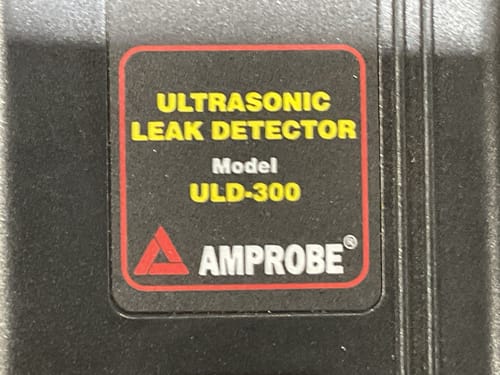 ULTRASONIC
LEAK DETECTOR
Model
ULD-300
AMPROBE®